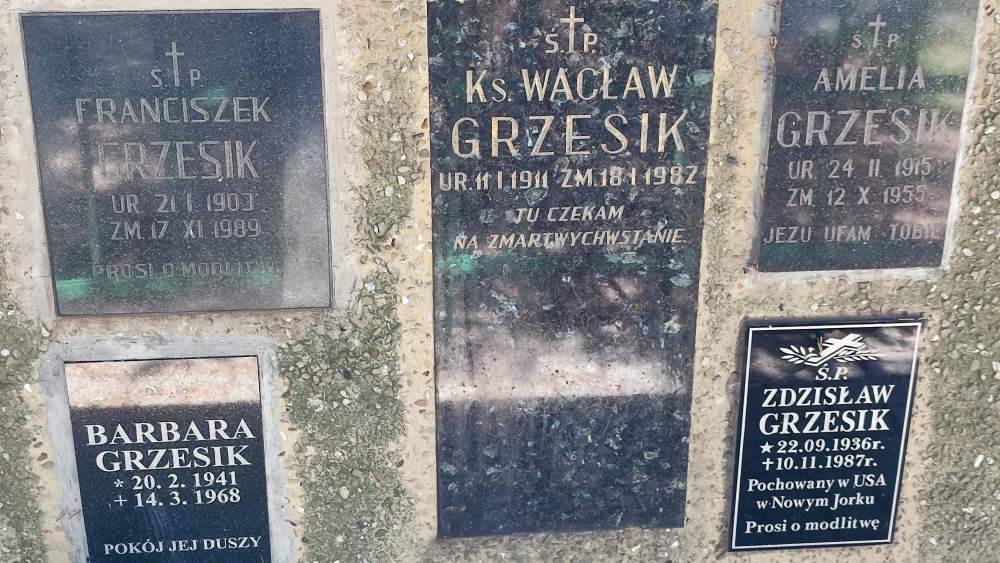 Ś P
FRANCISZEK
GRZESIK
UR 21 I 1903
ZM. 17 XI 1989
PROSI O MODLITWĘ
Ś. P.
Ks. WACŁAW
GRZESIK
UR. 11 I 1911 ZM. 18 I 1982
TU CZEKAM
NA ZMARTWYCHWSTANIE.
Ś P.
AMELIA
GRZESIK
UR 24 II 1915
ZM 12 X 1955
JEZU UFAM TOBIE
BARBARA
GRZESIK
* 20. 2. 1941
+ 14. 3. 1968
POKÓJ JEJ DUSZY
Ś.P.
ZDZISŁAW
GRZESIK
★ 22.09.1936r.
✝ 10.11.1987r.
Pochowany w USA
w Nowym Jorku
Prosi o modlitwę